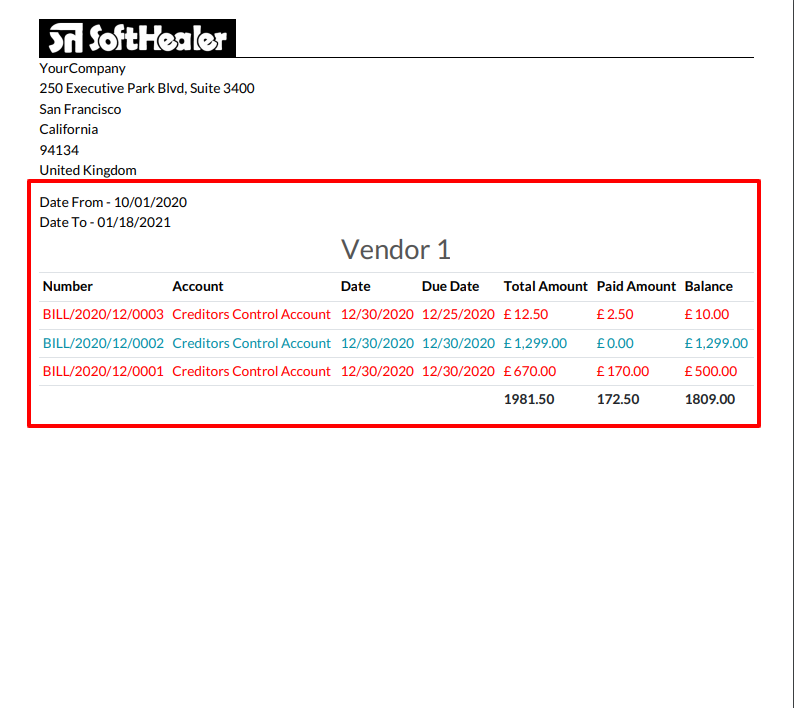 SoftHealer
YourCompany
250 Executive Park Blvd, Suite 3400
San Francisco
California
94134
United Kingdom
Date From - 10/01/2020
Date To - 01/18/2021
Vendor 1
Number Account Date Due Date Total Amount Paid Amount Balance
BILL/2020/12/0003 Creditors Control Account 12/30/2020 12/25/2020 £ 12.50 £ 2.50 £ 10.00
BILL/2020/12/0002 Creditors Control Account 12/30/2020 12/30/2020 £ 1,299.00 £ 0.00 £ 1,299.00
BILL/2020/12/0001 Creditors Control Account 12/30/2020 12/30/2020 £ 670.00 £ 170.00 £ 500.00
1981.50 172.50 1809.00